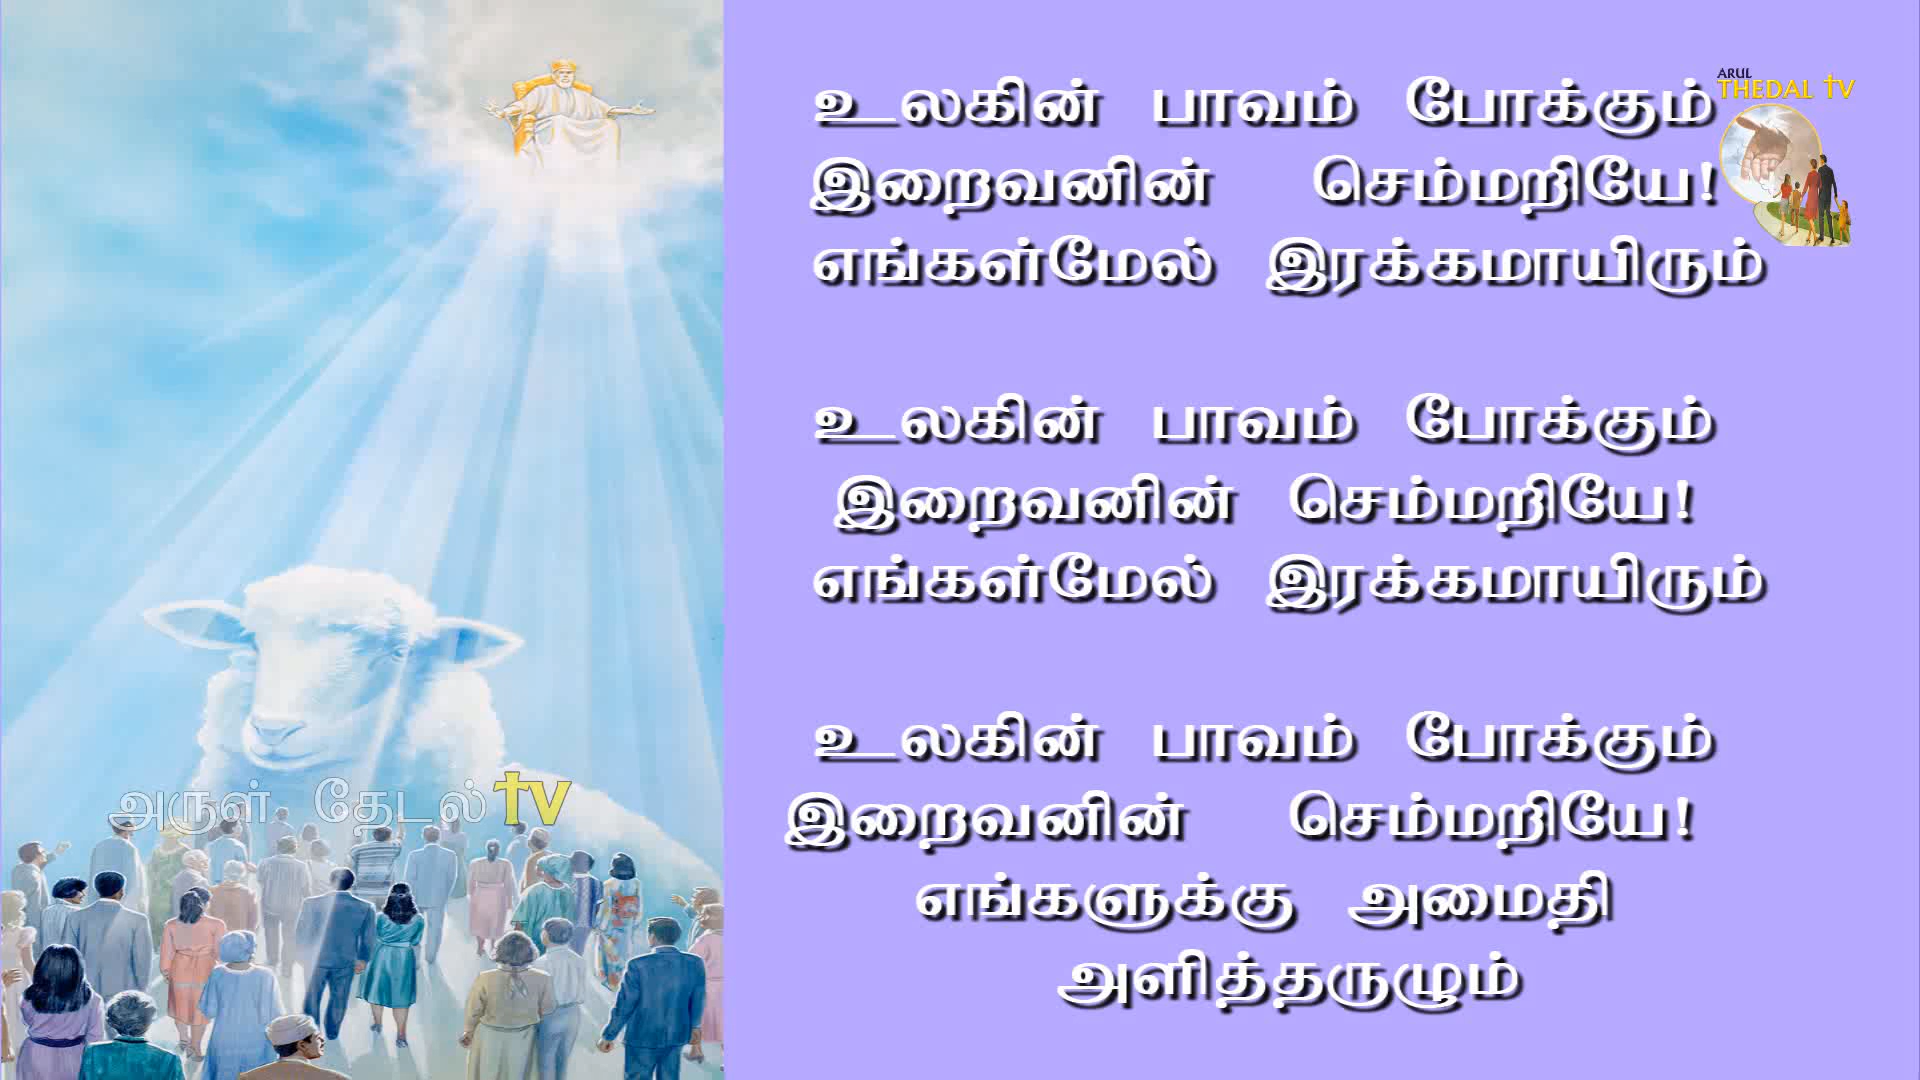 உலகின் பாவம் போக்கும்
இறைவனின் செம்மறியே!
எங்கள்மேல் இரக்கமாயிரும்
உலகின் பாவம் போக்கும்
இறைவனின் செம்மறியே!
எங்கள்மேல் இரக்கமாயிரும்
உலகின் பாவம் போக்கும்
இறைவனின் செம்மறியே!
எங்களுக்கு அமைதி
அளித்தருழும்
ARUL
THEDAL TV
அருள் தேடல் TV